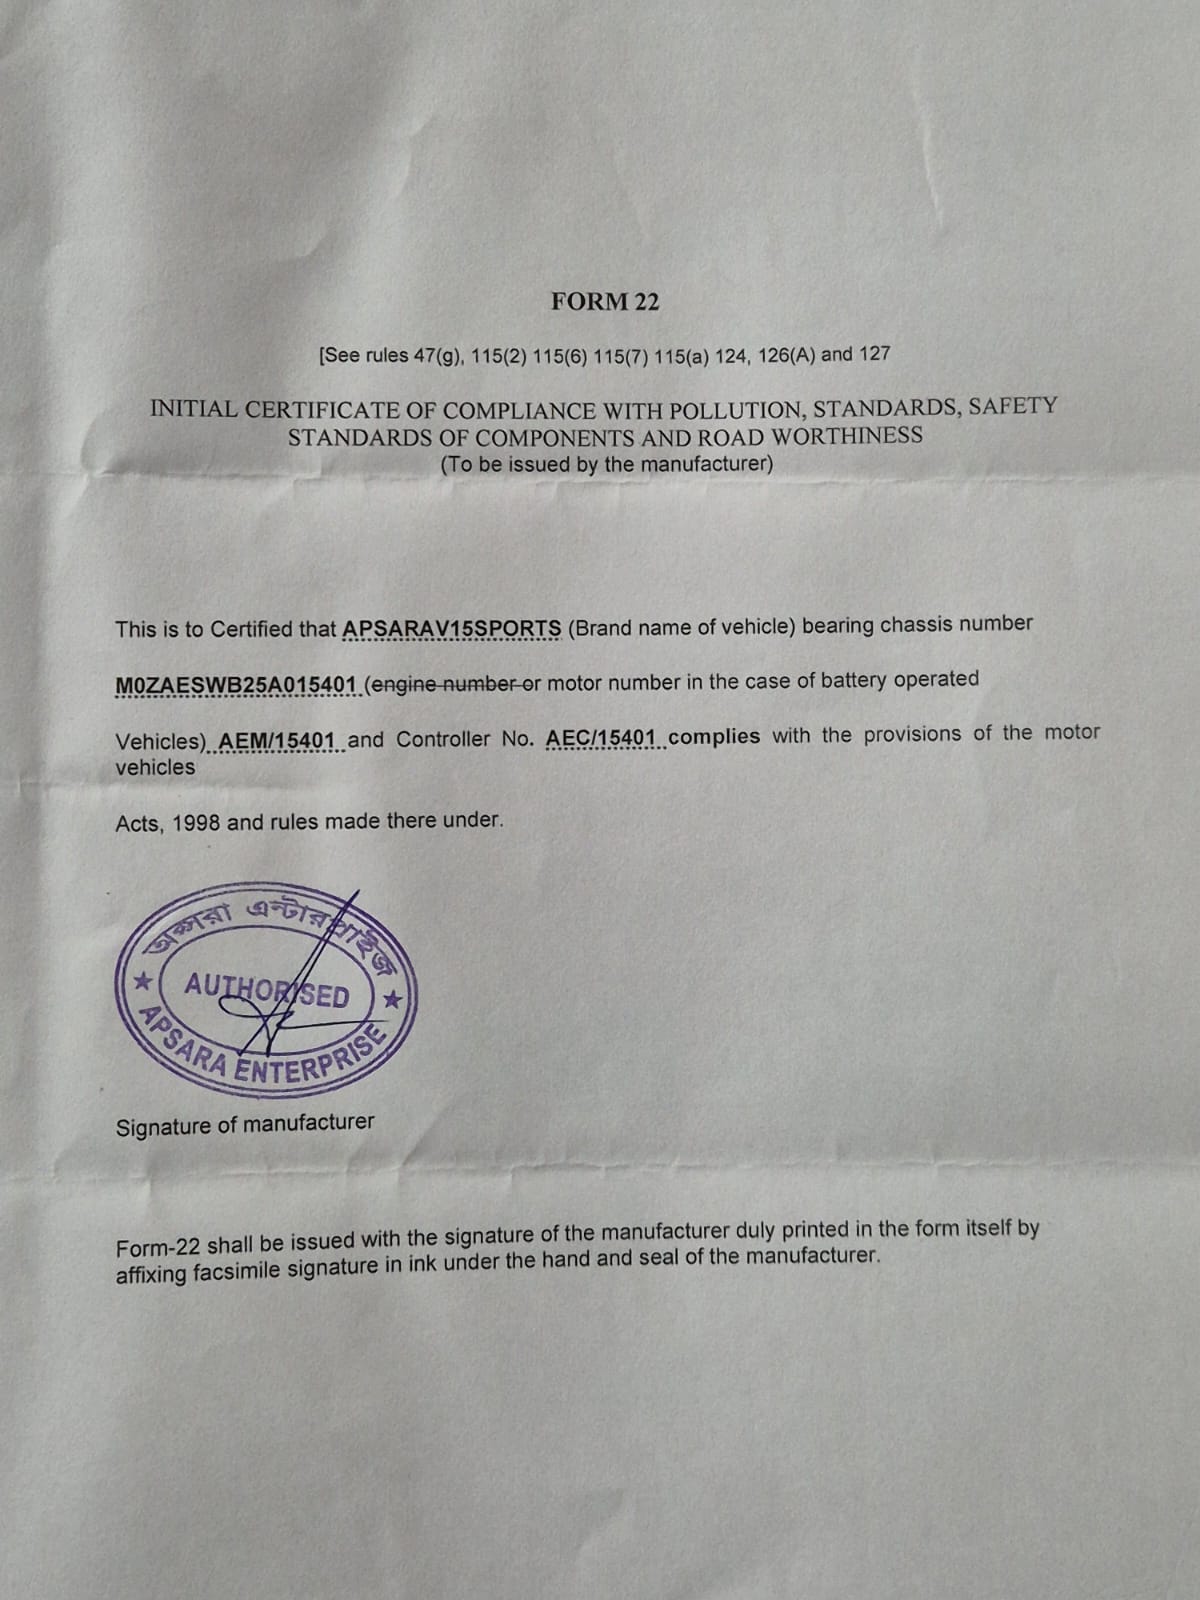 FORM 22
[See rules 47(g), 115(2) 115(6) 115(7) 115(a) 124, 126(A) and 127
INITIAL CERTIFICATE OF COMPLIANCE WITH POLLUTION, STANDARDS, SAFETY
STANDARDS OF COMPONENTS AND ROAD WORTHINESS
(To be issued by the manufacturer)
This is to Certified that APSARAV15SPORTS (Brand name of vehicle) bearing chassis number
M0ZAESWB25A015401 (engine number or motor number in the case of battery operated
Vehicles) AEM/15401 and Controller No. AEC/15401 complies with the provisions of the motor
vehicles
Acts, 1998 and rules made there under.
অপ্সরা এন্টারপ্রাইজ
AUTHORISED
APSARA ENTERPRISE
Signature of manufacturer
Form-22 shall be issued with the signature of the manufacturer duly printed in the form itself by
affixing facsimile signature in ink under the hand and seal of the manufacturer.